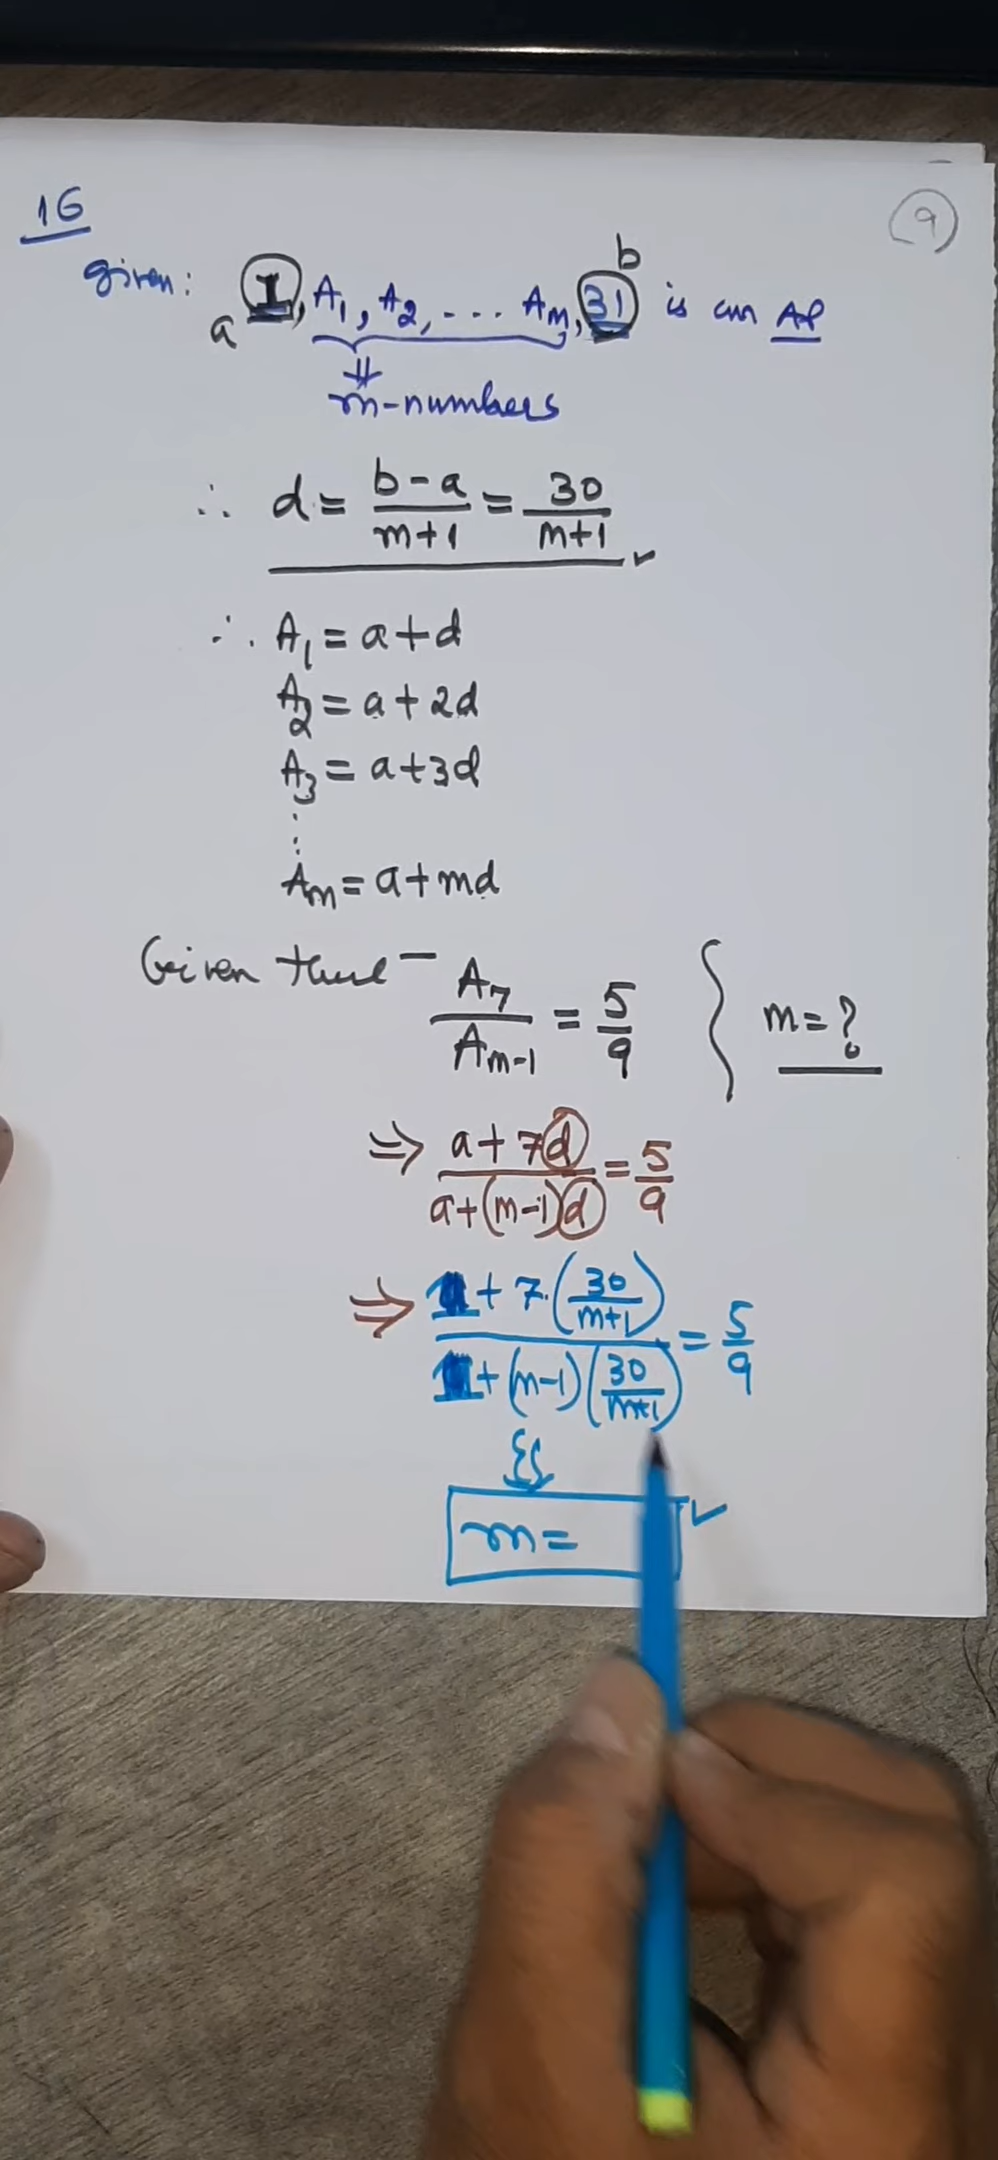 16
9
given: a 1, A₁, A₂, ... Aₘ, 31 b is an AP
m-numbers
∴ d = (b-a)/(m+1) = 30/(m+1) ✓
∴ A₁ = a+d
A₂ = a+2d
A₃ = a+3d
⋮
Aₘ = a+md
Given that - A₇/Aₘ₋₁ = 5/9 { m=?
⇒ (a+7d)/(a+(m-1)d) = 5/9
⇒ (1+7·(30/(m+1)))/(1+(m-1)(30/(m+1))) = 5/9
m= ✓